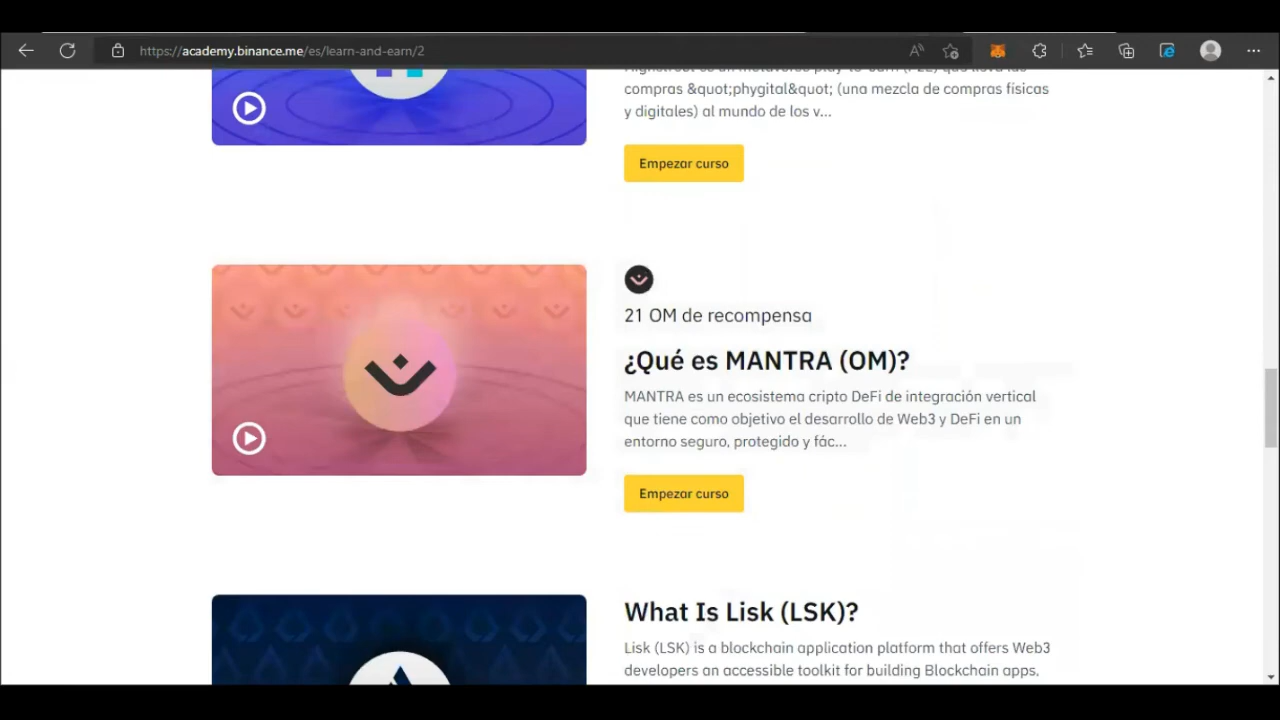 https://academy.binance.me/es/learn-and-earn/2
compras &quot;phygital&quot; (una mezcla de compras físicas
y digitales) al mundo de los v...
Empezar curso
21 OM de recompensa
¿Qué es MANTRA (OM)?
MANTRA es un ecosistema cripto DeFi de integración vertical
que tiene como objetivo el desarrollo de Web3 y DeFi en un
entorno seguro, protegido y fác...
Empezar curso
What Is Lisk (LSK)?
Lisk (LSK) is a blockchain application platform that offers Web3
developers an accessible toolkit for building Blockchain apps,